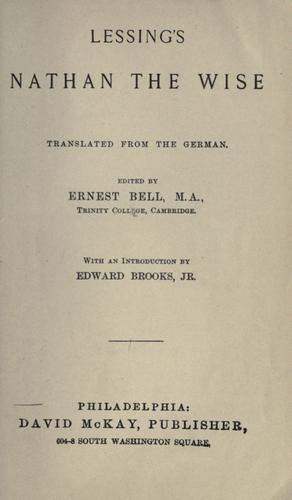 LESSING'S
NATHAN THE WISE
TRANSLATED FROM THE GERMAN.
EDITED BY
ERNEST BELL, M.A.,
TRINITY COLLEGE, CAMBRIDGE.
WITH AN INTRODUCTION BY
EDWARD BROOKS, JR.
PHILADELPHIA:
DAVID McKAY, PUBLISHER,
604-8 SOUTH WASHINGTON SQUARE,